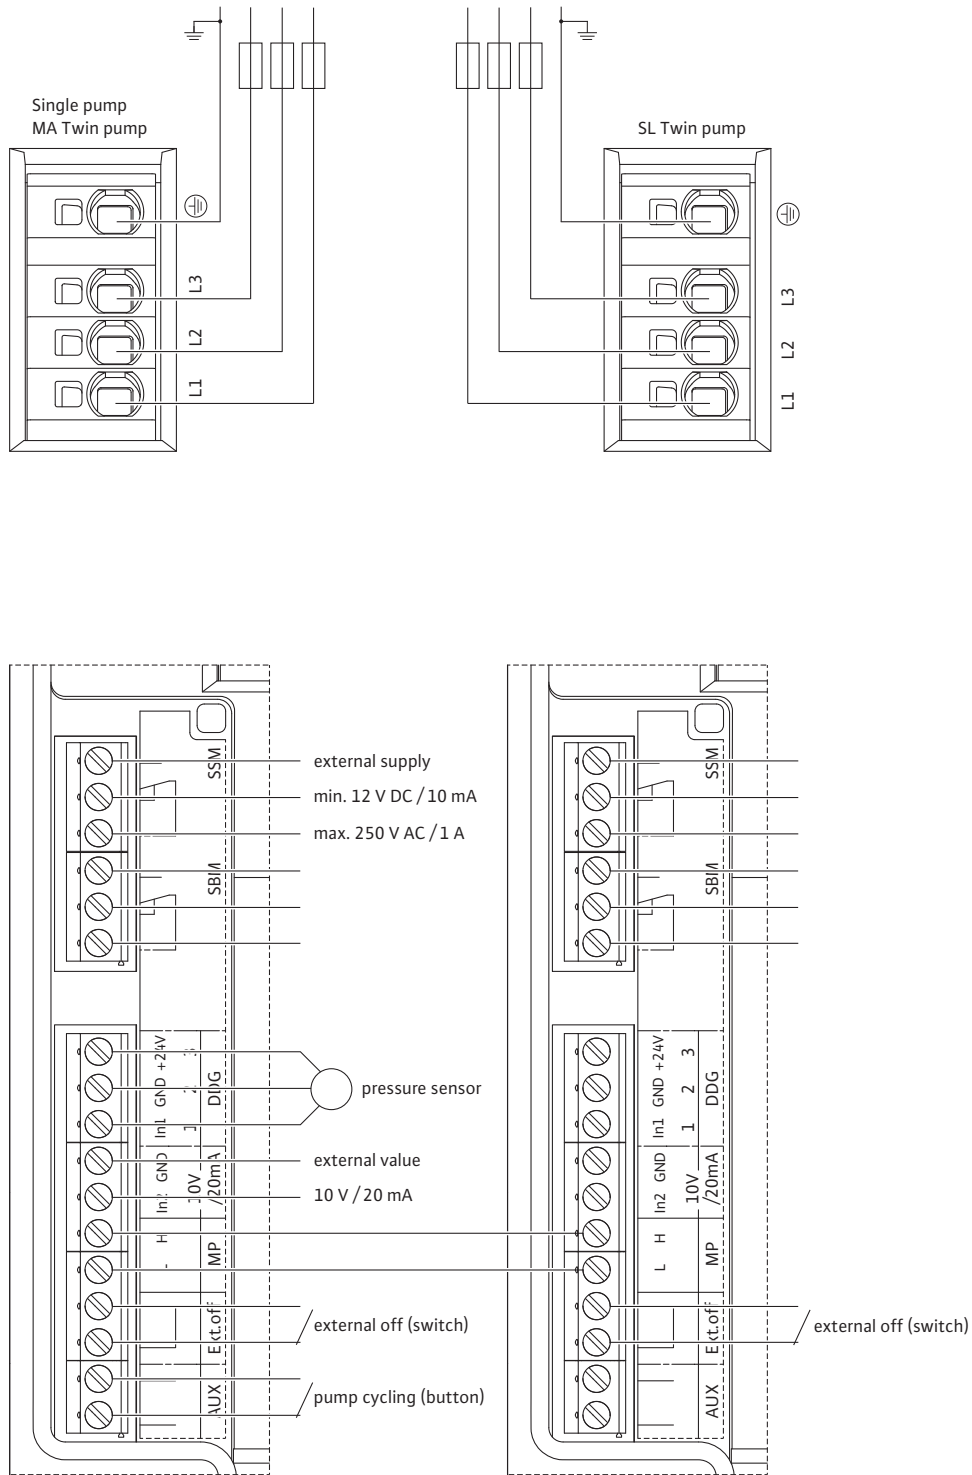 Single pump
MA Twin pump
SL Twin pump
L3
L2
L1
L3
L2
L1
SSM
external supply
min. 12 V DC / 10 mA
max. 250 V AC / 1 A
SBM
SSM
SBM
+24V
GND
In1
2
1
DDG
pressure sensor
GND
In2
10V
/20mA
external value
10 V / 20 mA
H
MP
Ext.off
external off (switch)
AUX
pump cycling (button)
+24V
3
GND
2
In1
1
DDG
GND
In2
10V
/20mA
H
L
MP
Ext.off
external off (switch)
AUX